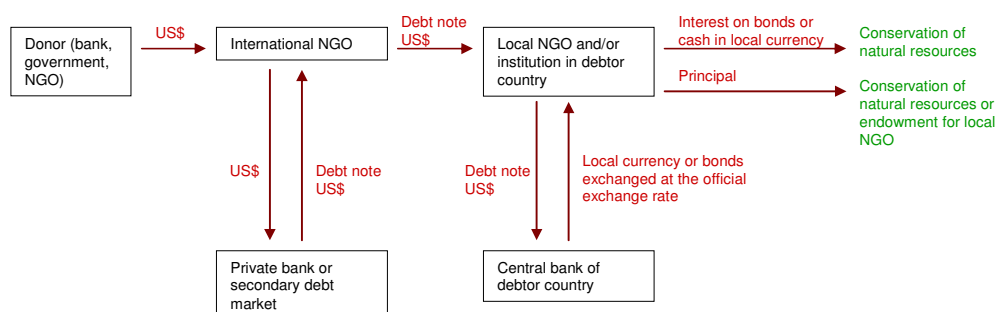 Donor (bank,
government,
NGO)
US$
International NGO
Debt note
US$
Local NGO and/or
institution in debtor
country
Interest on bonds or
cash in local currency
Conservation of
natural resources
Principal
Conservation of
natural resources or
endowment for local
NGO
US$
Debt note
US$
Debt note
US$
Local currency or bonds
exchanged at the official
exchange rate
Private bank or
secondary debt
market
Central bank of
debtor country